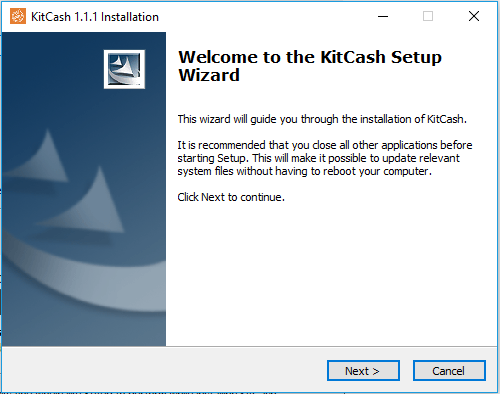 KitCash 1.1.1 Installation
Welcome to the KitCash Setup
Wizard
This wizard will guide you through the installation of KitCash.
It is recommended that you close all other applications before
starting Setup. This will make it possible to update relevant
system files without having to reboot your computer.
Click Next to continue.
Next >
Cancel